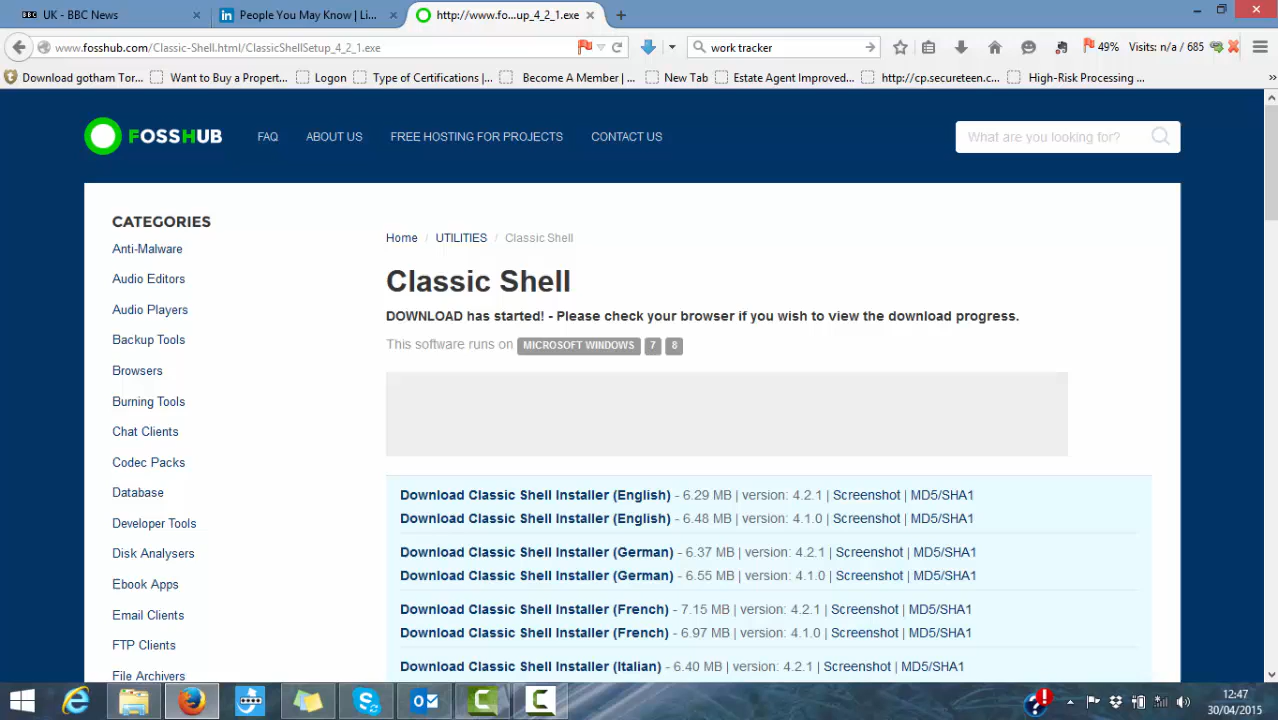 UK - BBC News
People You May Know | Li...
http://www.fo...up_4_2_1.exe
www.fosshub.com/Classic-Shell.html/ClassicShellSetup_4_2_1.exe
work tracker
49%
Visits: n/a / 685
Download gotham Tor...
Want to Buy a Propert...
Logon
Type of Certifications |...
Become A Member |...
New Tab
Estate Agent Improved...
http://cp.secureteen.c...
High-Risk Processing ...
FOSSHUB
FAQ
ABOUT US
FREE HOSTING FOR PROJECTS
CONTACT US
What are you looking for?
CATEGORIES
Anti-Malware
Audio Editors
Audio Players
Backup Tools
Browsers
Burning Tools
Chat Clients
Codec Packs
Database
Developer Tools
Disk Analysers
Ebook Apps
Email Clients
FTP Clients
File Archivers
Home / UTILITIES / Classic Shell
Classic Shell
DOWNLOAD has started! - Please check your browser if you wish to view the download progress.
This software runs on MICROSOFT WINDOWS 7 8
Download Classic Shell Installer (English) - 6.29 MB | version: 4.2.1 | Screenshot | MD5/SHA1
Download Classic Shell Installer (English) - 6.48 MB | version: 4.1.0 | Screenshot | MD5/SHA1
Download Classic Shell Installer (German) - 6.37 MB | version: 4.2.1 | Screenshot | MD5/SHA1
Download Classic Shell Installer (German) - 6.55 MB | version: 4.1.0 | Screenshot | MD5/SHA1
Download Classic Shell Installer (French) - 7.15 MB | version: 4.2.1 | Screenshot | MD5/SHA1
Download Classic Shell Installer (French) - 6.97 MB | version: 4.1.0 | Screenshot | MD5/SHA1
Download Classic Shell Installer (Italian) - 6.40 MB | version: 4.2.1 | Screenshot | MD5/SHA1
12:47
30/04/2015